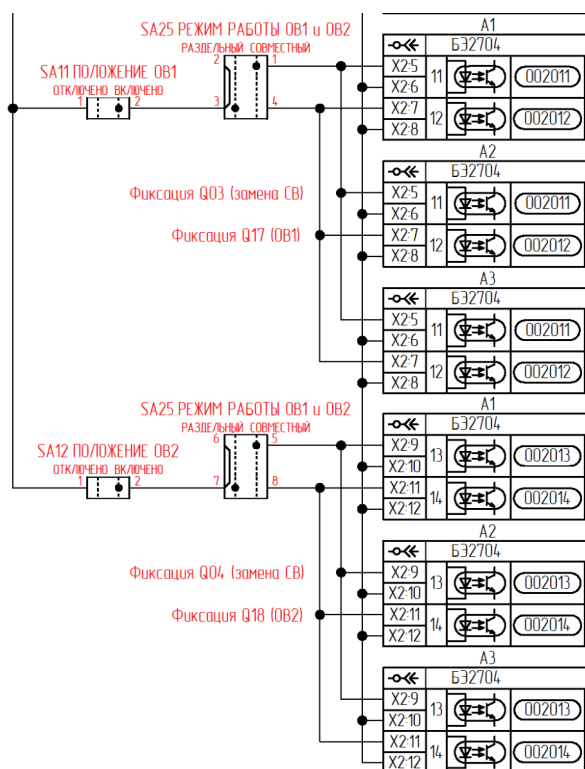 A1
SA25 РЕЖИМ РАБОТЫ ОВ1 и ОВ2
РАЗДЕЛЬНЫЙ СОВМЕСТНЫЙ
БЭ2704
2 1
X2:5 11 002011
X2:6
SA11 ПОЛОЖЕНИЕ ОВ1
ОТКЛЮЧЕНО ВКЛЮЧЕНО
1 2 3 4
X2:7 12 002012
X2:8
A2
БЭ2704
Фиксация Q03 (замена СВ)
X2:5 11 002011
X2:6
Фиксация Q17 (ОВ1)
X2:7 12 002012
X2:8
A3
БЭ2704
X2:5 11 002011
X2:6
X2:7 12 002012
X2:8
A1
SA25 РЕЖИМ РАБОТЫ ОВ1 и ОВ2
РАЗДЕЛЬНЫЙ СОВМЕСТНЫЙ
БЭ2704
6 5
X2:9 13 002013
X2:10
SA12 ПОЛОЖЕНИЕ ОВ2
ОТКЛЮЧЕНО ВКЛЮЧЕНО
1 2 7 8
X2:11 14 002014
X2:12
A2
БЭ2704
Фиксация Q04 (замена СВ)
X2:9 13 002013
X2:10
Фиксация Q18 (ОВ2)
X2:11 14 002014
X2:12
A3
БЭ2704
X2:9 13 002013
X2:10
X2:11 14 002014
X2:12